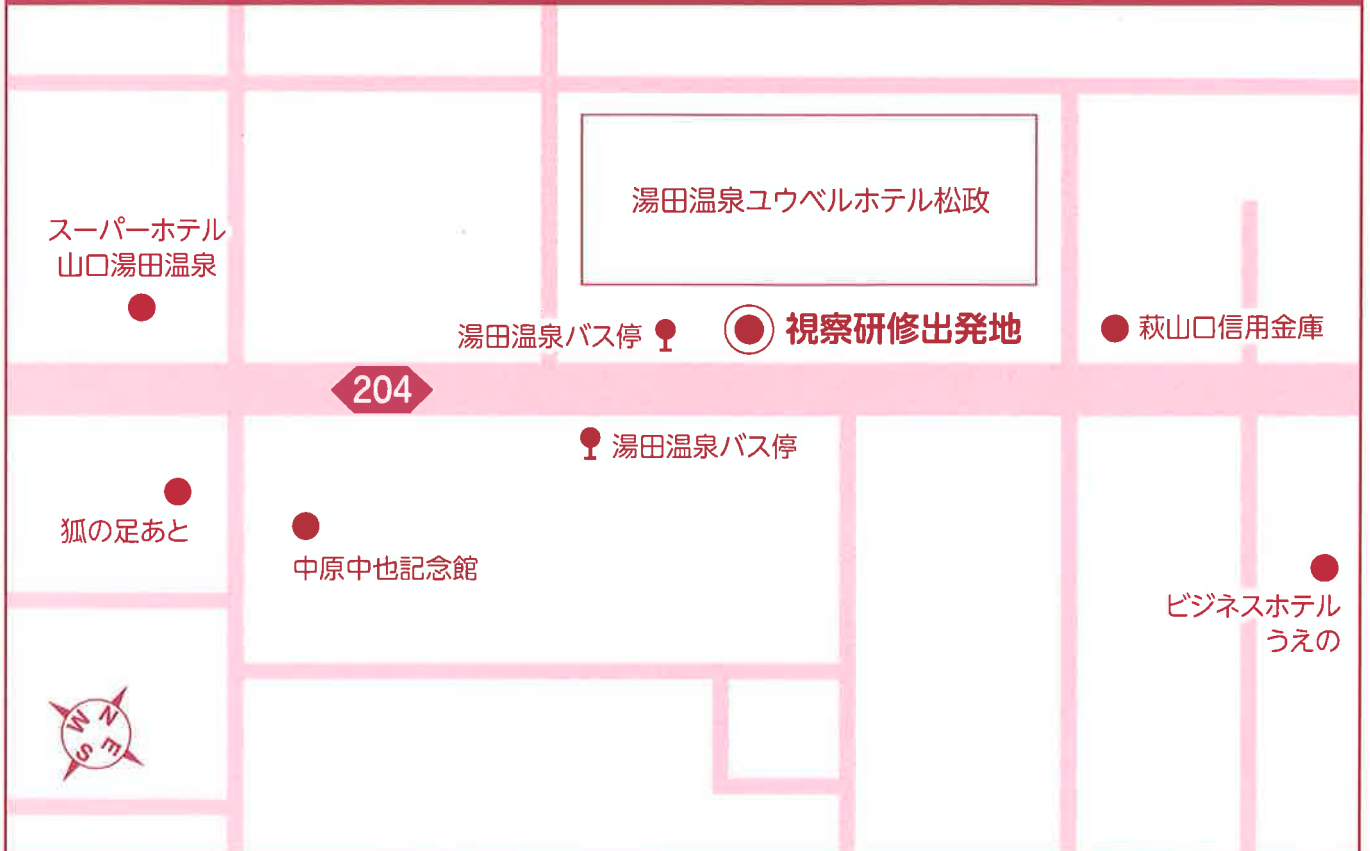 湯田温泉ユウベルホテル松政
スーパーホテル
山口湯田温泉
湯田温泉バス停
視察研修出発地
萩山口信用金庫
204
湯田温泉バス停
狐の足あと
中原中也記念館
ビジネスホテル
うえの
N
W
E
S